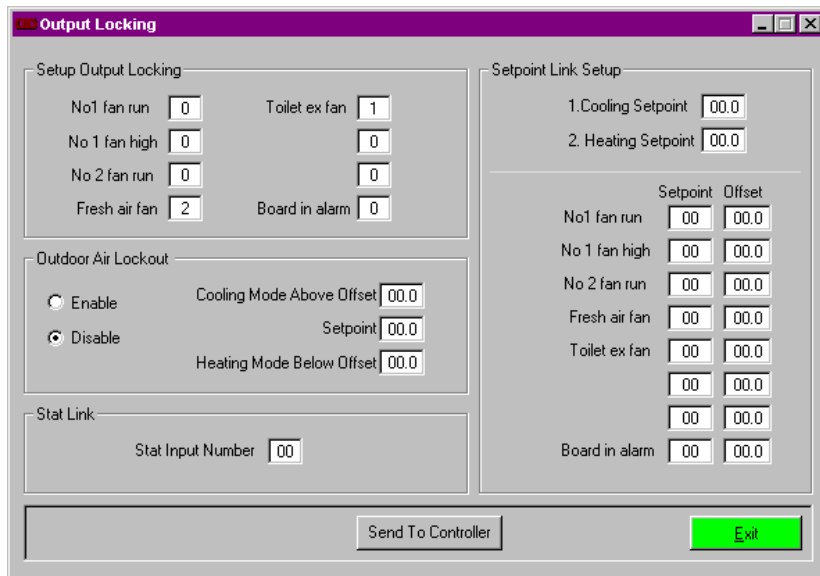 Output Locking
Setup Output Locking
No1 fan run 0 Toilet ex fan 1
No 1 fan high 0 0
No 2 fan run 0 0
Fresh air fan 2 Board in alarm 0
Outdoor Air Lockout
Enable
Disable
Cooling Mode Above Offset 00.0
Setpoint 00.0
Heating Mode Below Offset 00.0
Stat Link
Stat Input Number 00
Setpoint Link Setup
1.Cooling Setpoint 00.0
2. Heating Setpoint 00.0
Setpoint Offset
No1 fan run 00 00.0
No 1 fan high 00 00.0
No 2 fan run 00 00.0
Fresh air fan 00 00.0
Toilet ex fan 00 00.0
00 00.0
00 00.0
Board in alarm 00 00.0
Send To Controller
Exit